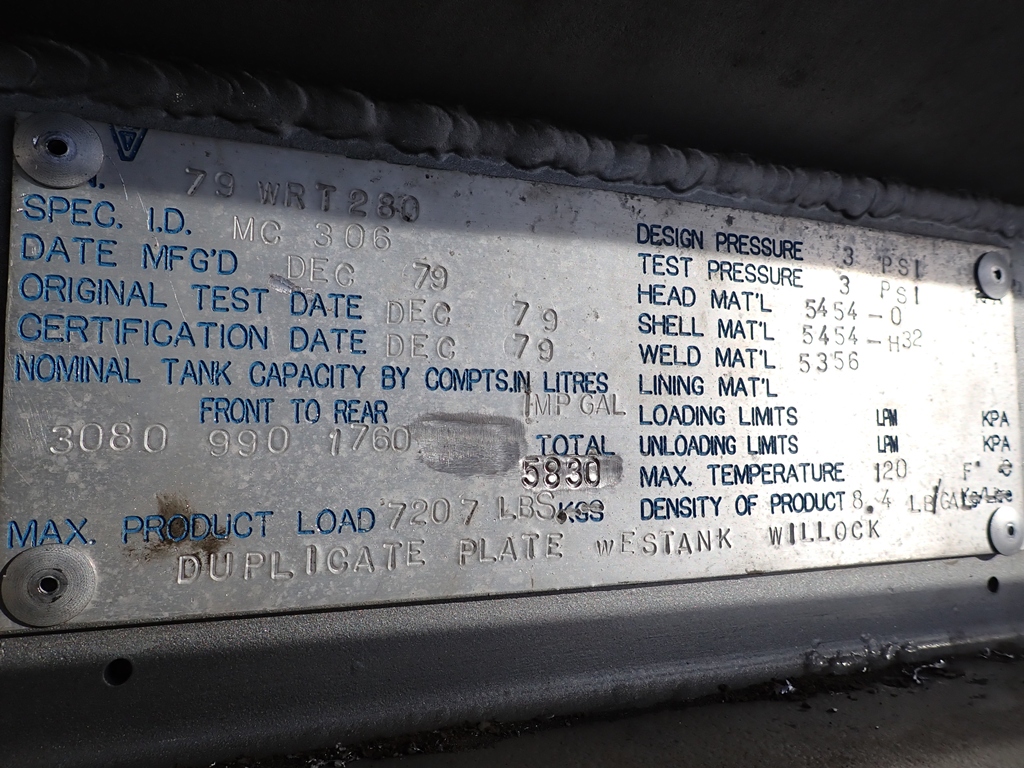 79 WRT280
SPEC. I.D. MC 306
DATE MFG'D DEC 79
ORIGINAL TEST DATE DEC 79
CERTIFICATION DATE DEC 79
NOMINAL TANK CAPACITY BY COMPTS.IN LITRES
IMP GAL
FRONT TO REAR
3080 990 1760
TOTAL
5830
MAX. PRODUCT LOAD 7207 LBS KGS
DESIGN PRESSURE 3 PSI
TEST PRESSURE 3 PSI
HEAD MAT'L 5454-O
SHELL MAT'L 5454-H32
WELD MAT'L 5356
LINING MAT'L
LOADING LIMITS LPM KPA
UNLOADING LIMITS LPM KPA
MAX. TEMPERATURE 120 F°
DENSITY OF PRODUCT 8.4 LB/GAL
DUPLICATE PLATE wESTANK WILLOCK